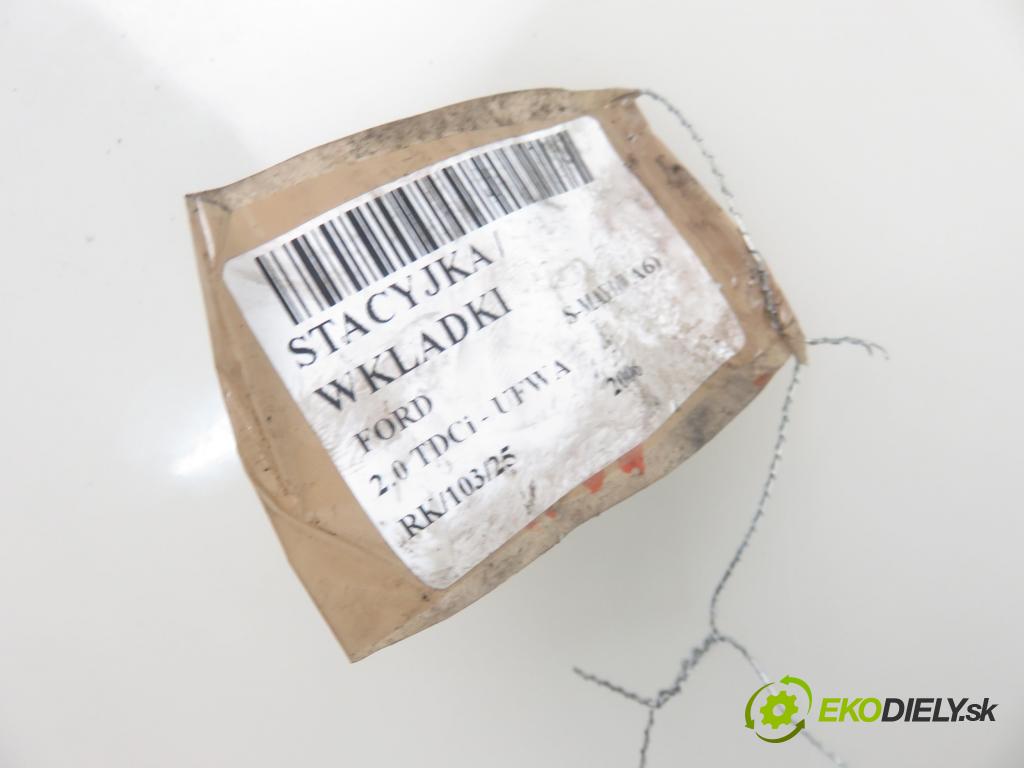 STACYJKA/
WKLADKI
FORD
S-MAX (WA6)
2.0 TDCi - UFWA
2006
RK/103/25
EKODIELY.sk